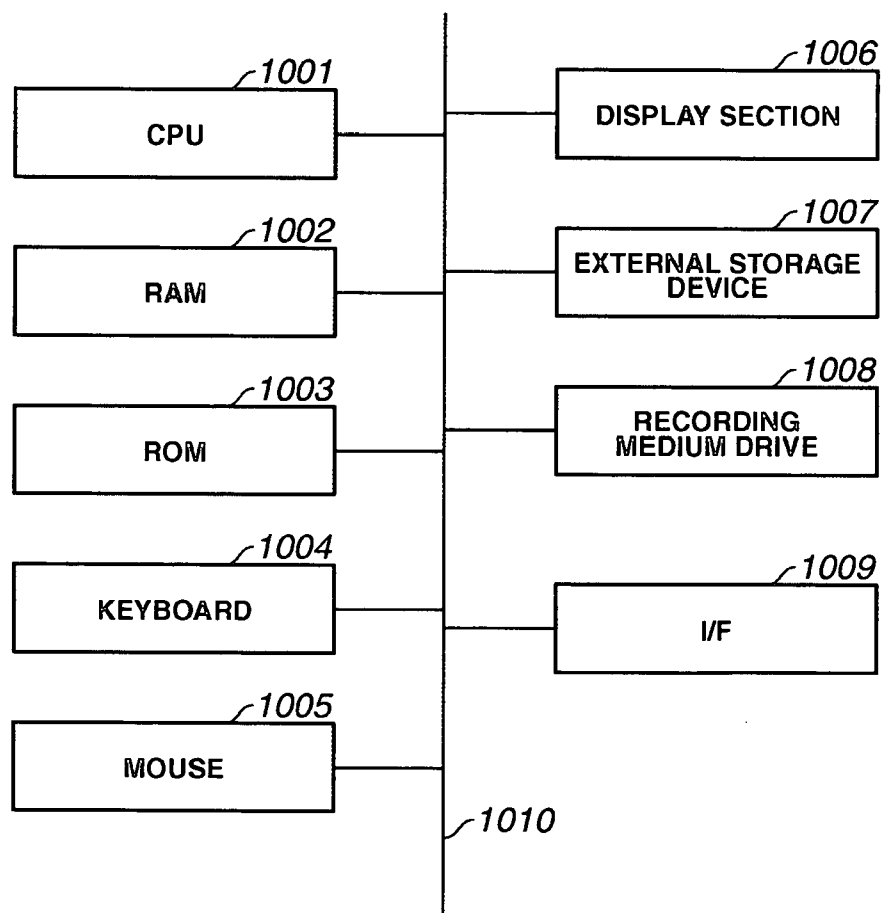 1001
CPU
1002
RAM
1003
ROM
1004
KEYBOARD
1005
MOUSE
1006
DISPLAY SECTION
1007
EXTERNAL STORAGE
DEVICE
1008
RECORDING
MEDIUM DRIVE
1009
I/F
1010